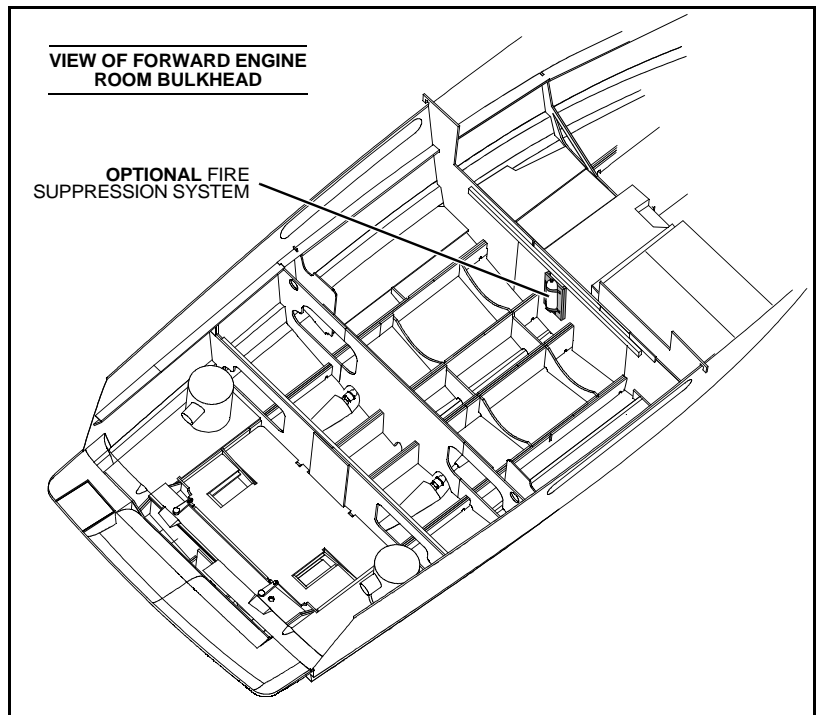 VIEW OF FORWARD ENGINE
ROOM BULKHEAD
OPTIONAL FIRE
SUPPRESSION SYSTEM